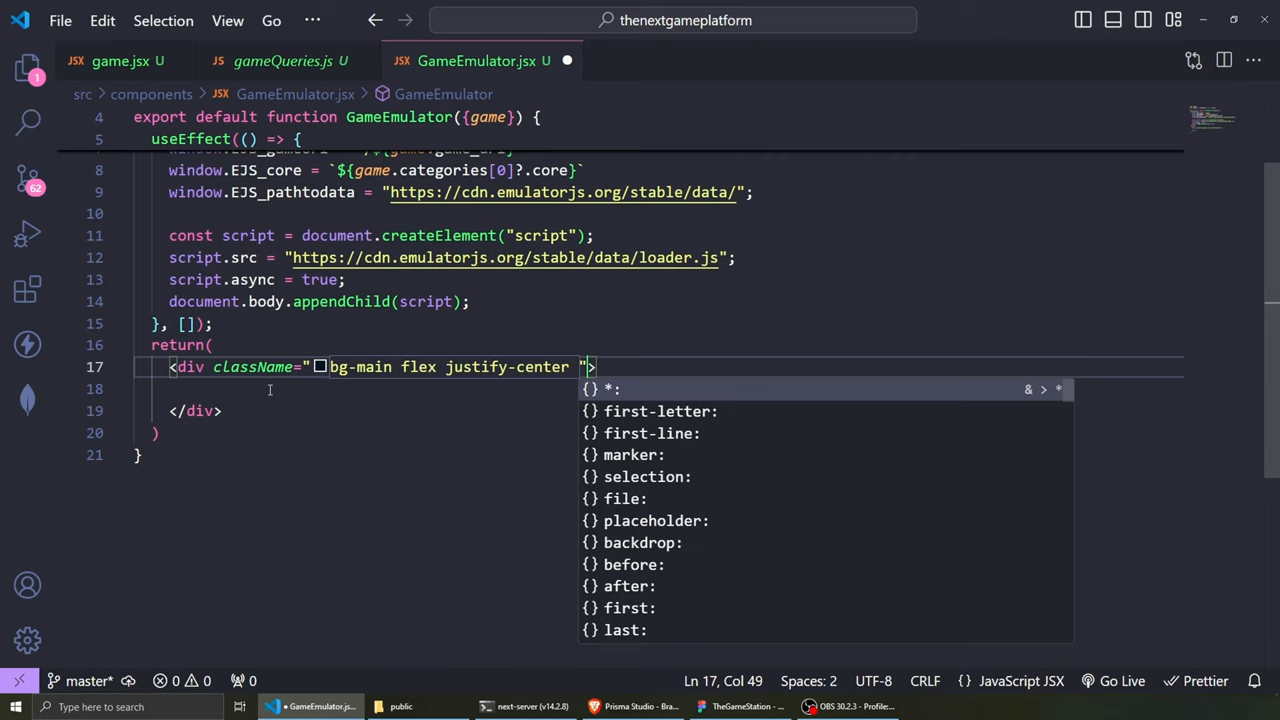 File Edit Selection View Go ··· thenextgameplatform
JSX game.jsx U JS gameQueries.js U JSX GameEmulator.jsx U
src > components > JSX GameEmulator.jsx > GameEmulator
4 export default function GameEmulator({game}) {
5 useEffect(() => {
8 window.EJS_core = `${game.categories[0]?.core}`
9 window.EJS_pathtodata = "https://cdn.emulatorjs.org/stable/data/";
10
11 const script = document.createElement("script");
12 script.src = "https://cdn.emulatorjs.org/stable/data/loader.js";
13 script.async = true;
14 document.body.appendChild(script);
15 }, []);
16 return(
17 <div className="bg-main flex justify-center ">
{} *: & > *
18
{} first-letter:
19 </div>
{} first-line:
20 )
{} marker:
21 }
{} selection:
{} file:
{} placeholder:
{} backdrop:
{} before:
{} after:
{} first:
{} last:
1
62
master* 0 0 0 Ln 17, Col 49 Spaces: 2 UTF-8 CRLF {} JavaScript JSX Go Live Prettier
Type here to search GameEmulator.js... public next-server (v14.2.8) Prisma Studio - Bra... TheGameStation - ... OBS 30.2.3 - Profile:...